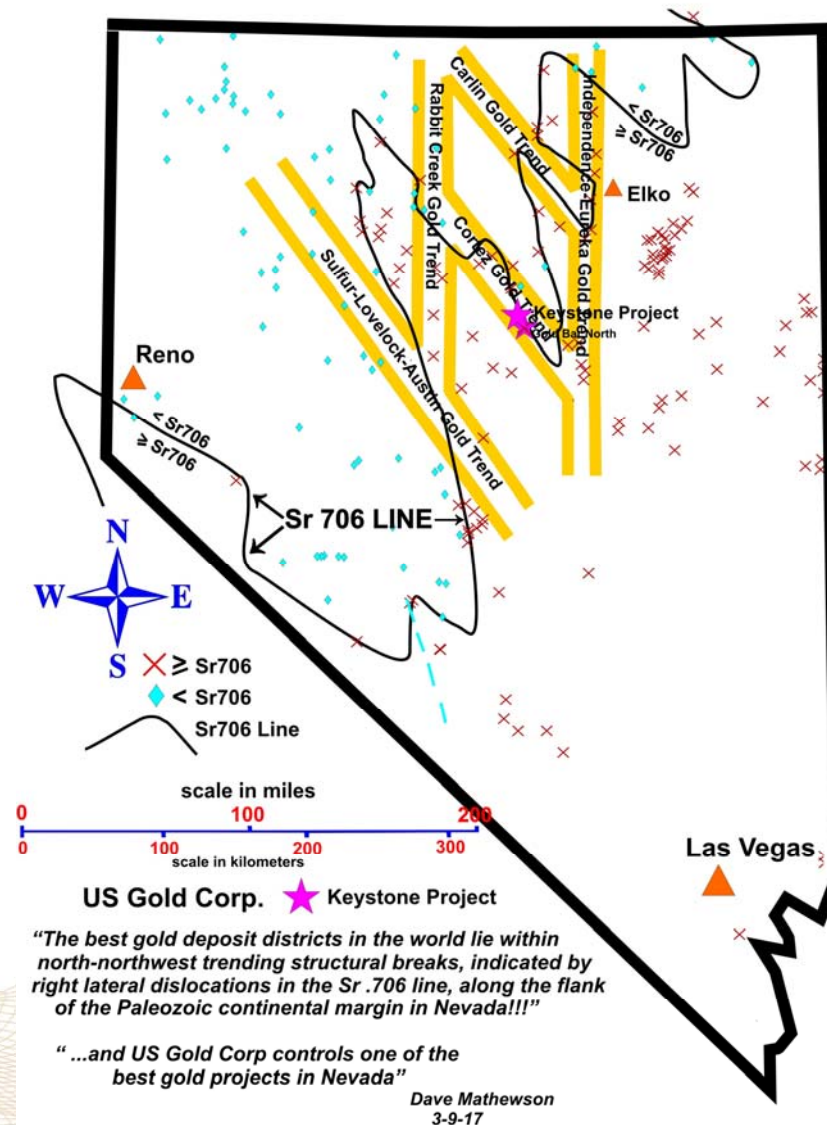 Carlin Gold Trend
Rabbit Creek Gold Trend
Independence-Eureka Gold Trend
< Sr706
≥ Sr706
Elko
Cortez Gold Trend
Sulfur-Lovelock-Austin Gold Trend
Keystone Project
Gold Bar North
Reno
< Sr706
≥ Sr706
Sr 706 LINE
N
W E
S
≥ Sr706
< Sr706
Sr706 Line
scale in miles
0 100 200
100 200 300
scale in kilometers
Las Vegas
US Gold Corp. Keystone Project
“The best gold deposit districts in the world lie within
north-northwest trending structural breaks, indicated by
right lateral dislocations in the Sr .706 line, along the flank
of the Paleozoic continental margin in Nevada!!!”
“ ...and US Gold Corp controls one of the
best gold projects in Nevada”
Dave Mathewson
3-9-17